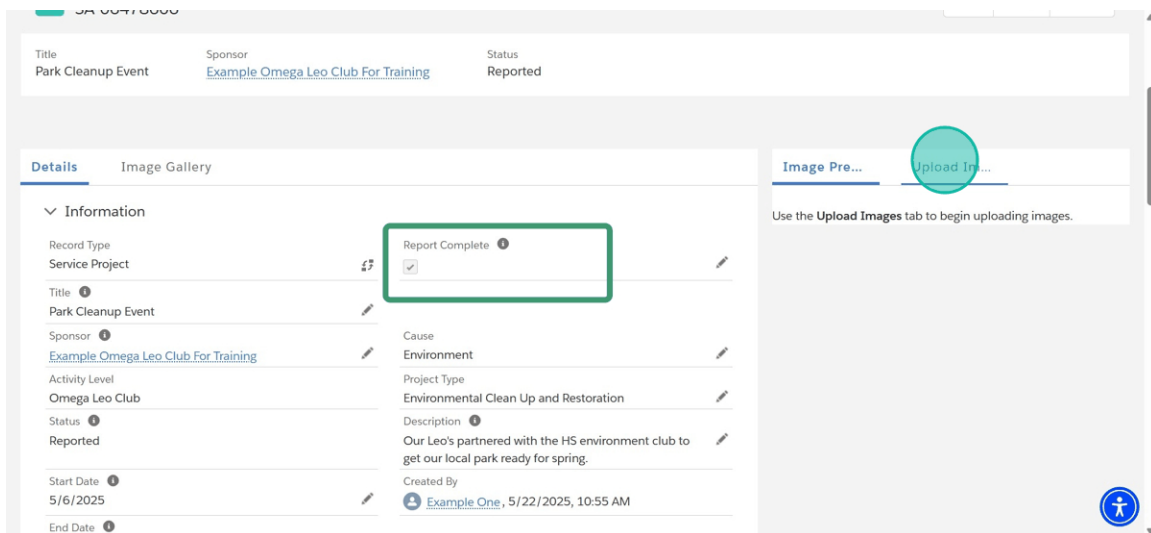 Title
Park Cleanup Event
Sponsor
Example Omega Leo Club For Training
Status
Reported
Details
Image Gallery
Information
Record Type
Service Project
Report Complete
Title
Park Cleanup Event
Sponsor
Example Omega Leo Club For Training
Cause
Environment
Activity Level
Omega Leo Club
Project Type
Environmental Clean Up and Restoration
Status
Reported
Description
Our Leo's partnered with the HS environment club to
get our local park ready for spring.
Start Date
5/6/2025
Created By
Example One, 5/22/2025, 10:55 AM
End Date
Image Pre...
Upload Im...
Use the Upload Images tab to begin uploading images.